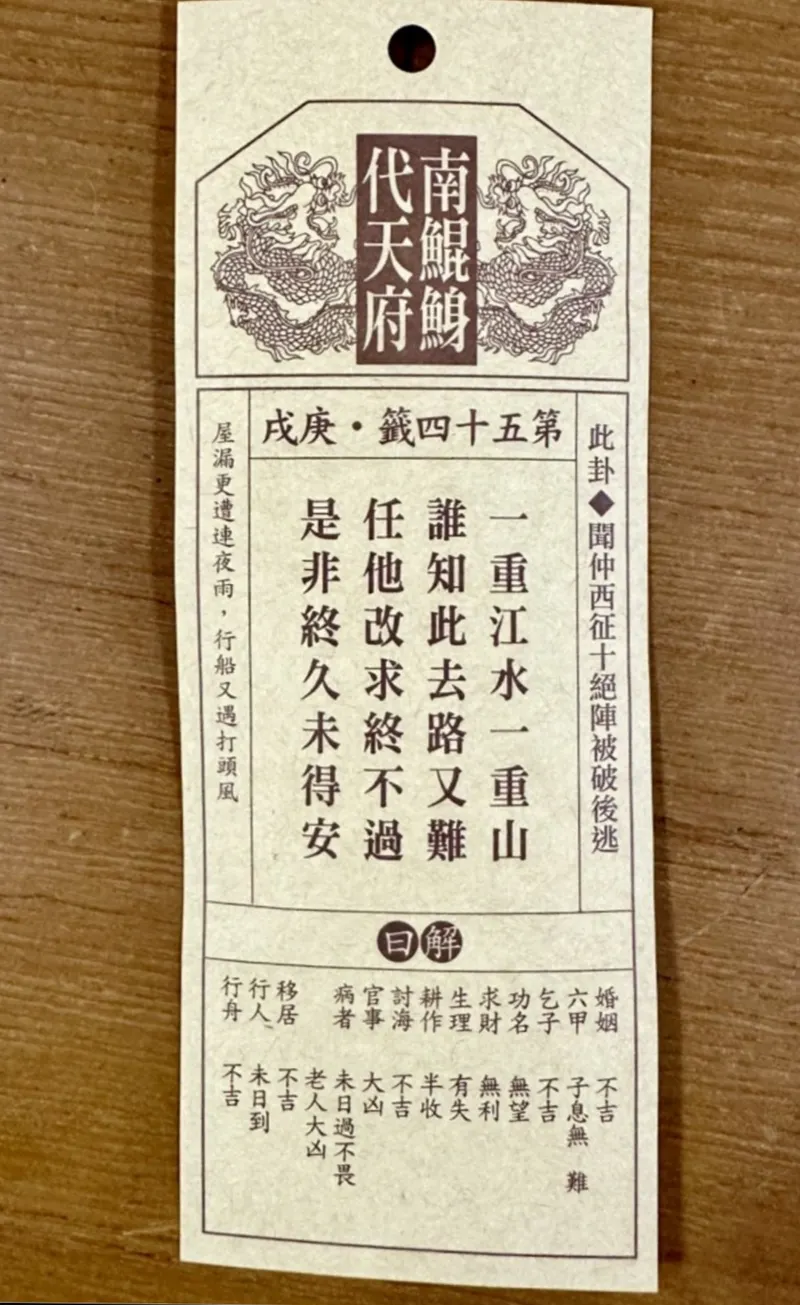 南鯤鯓
代天府
第五十四籤・庚戌
此卦◆聞仲西征十絕陣被破後逃
一重江水一重山
誰知此去路又難
任他改求終不過
是非終久未得安
屋漏更遭連夜雨，行船又遇打頭風
解曰
婚姻 不吉
六甲 子息無 難
乞子 不吉
功名 無望
求財 無利
生理 有失
耕作 半收
討海 不吉
官事 大凶
病者 未日過不畏
老人大凶
移居 不吉
行人 未日到
行舟 不吉